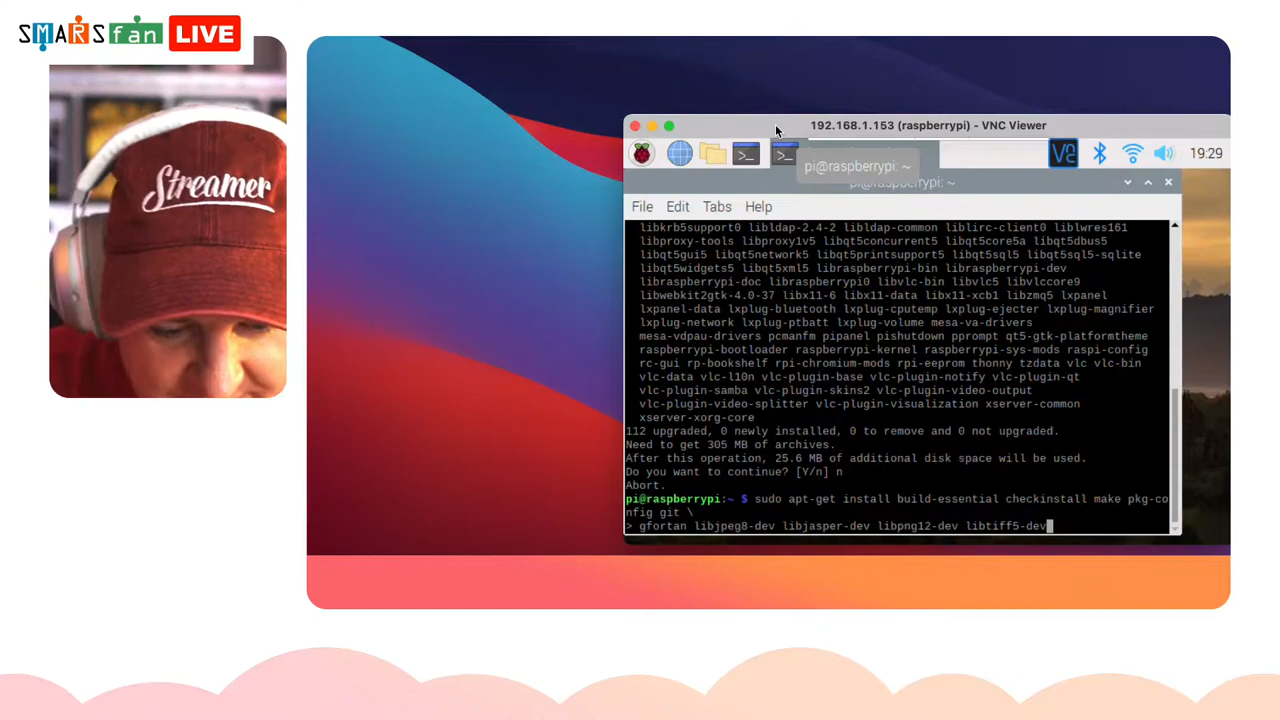 SMARSfan LIVE
Streamer
192.168.1.153 (raspberrypi) - VNC Viewer
19:29
pi@raspberrypi: ~
pi@raspberrypi: ~
File Edit Tabs Help
libkrb5support0 libldap-2.4-2 libldap-common liblirc-client0 liblwres161
libproxy-tools libproxy1v5 libqt5concurrent5 libqt5core5a libqt5dbus5
libqt5gui5 libqt5network5 libqt5printsupport5 libqt5sql5 libqt5sql5-sqlite
libqt5widgets5 libqt5xml5 libraspberrypi-bin libraspberrypi-dev
libraspberrypi-doc libraspberrypi0 libvlc-bin libvlc5 libvlccore9
libwebkit2gtk-4.0-37 libx11-6 libx11-data libx11-xcb1 libzmq5 lxpanel
lxpanel-data lxplug-bluetooth lxplug-cputemp lxplug-ejecter lxplug-magnifier
lxplug-network lxplug-ptbatt lxplug-volume mesa-va-drivers
mesa-vdpau-drivers pcmanfm pipanel pishutdown pprompt qt5-gtk-platformtheme
raspberrypi-bootloader raspberrypi-kernel raspberrypi-sys-mods raspi-config
rc-gui rp-bookshelf rpi-chromium-mods rpi-eeprom thonny tzdata vlc vlc-bin
vlc-data vlc-l10n vlc-plugin-base vlc-plugin-notify vlc-plugin-qt
vlc-plugin-samba vlc-plugin-skins2 vlc-plugin-video-output
vlc-plugin-video-splitter vlc-plugin-visualization xserver-common
xserver-xorg-core
112 upgraded, 0 newly installed, 0 to remove and 0 not upgraded.
Need to get 305 MB of archives.
After this operation, 25.6 MB of additional disk space will be used.
Do you want to continue? [Y/n] n
Abort.
pi@raspberrypi:~ $ sudo apt-get install build-essential checkinstall make pkg-co
nfig git \
> gfortan libjpeg8-dev libjasper-dev libpng12-dev libtiff5-dev